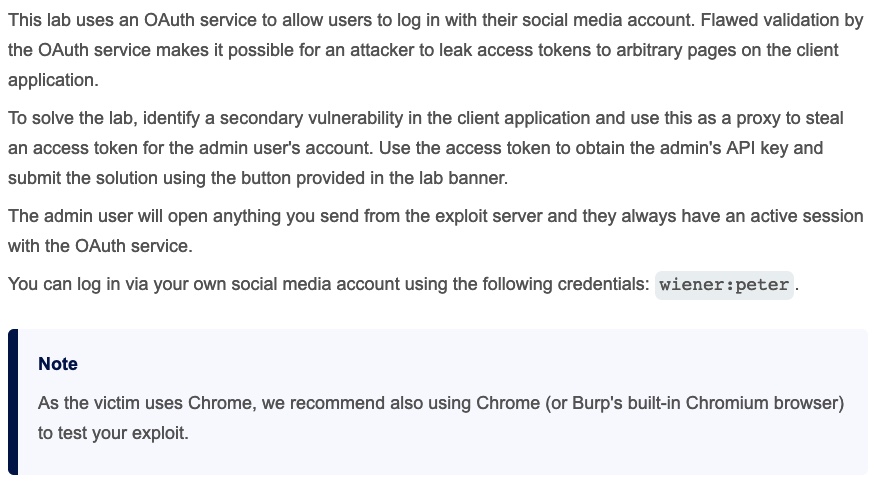 This lab uses an OAuth service to allow users to log in with their social media account. Flawed validation by
the OAuth service makes it possible for an attacker to leak access tokens to arbitrary pages on the client
application.
To solve the lab, identify a secondary vulnerability in the client application and use this as a proxy to steal
an access token for the admin user's account. Use the access token to obtain the admin's API key and
submit the solution using the button provided in the lab banner.
The admin user will open anything you send from the exploit server and they always have an active session
with the OAuth service.
You can log in via your own social media account using the following credentials: wiener:peter.
Note
As the victim uses Chrome, we recommend also using Chrome (or Burp's built-in Chromium browser)
to test your exploit.